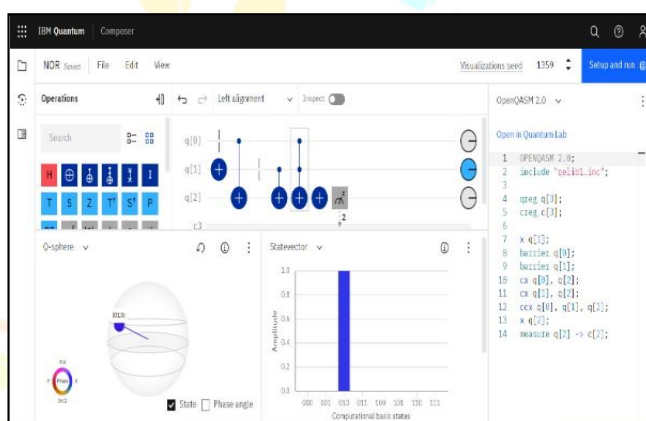 IBM Quantum Composer
NOR Saved File Edit View Visualizations seed 1359 Setup and run
Operations Left alignment Inspect OpenQASM 2.0
Search Open in Quantum Lab
q[0]
q[1]
q[2]
c3 2
H I
T S Z T† S† P
1 OPENQASM 2.0;
2 include "qelib1.inc";
3
4 qreg q[3];
5 creg c[3];
6
7 x q[1];
8 barrier q[0];
9 barrier q[1];
10 cx q[0], q[2];
11 cx q[1], q[2];
12 ccx q[0], q[1], q[2];
13 x q[2];
14 measure q[2] -> c[2];
Q-sphere
Phase
State Phase angle
Statevector
Amplitude
1.0
0.8
0.6
0.4
0.2
0.0
000 001 010 011 100 101 110 111
Computational basis states